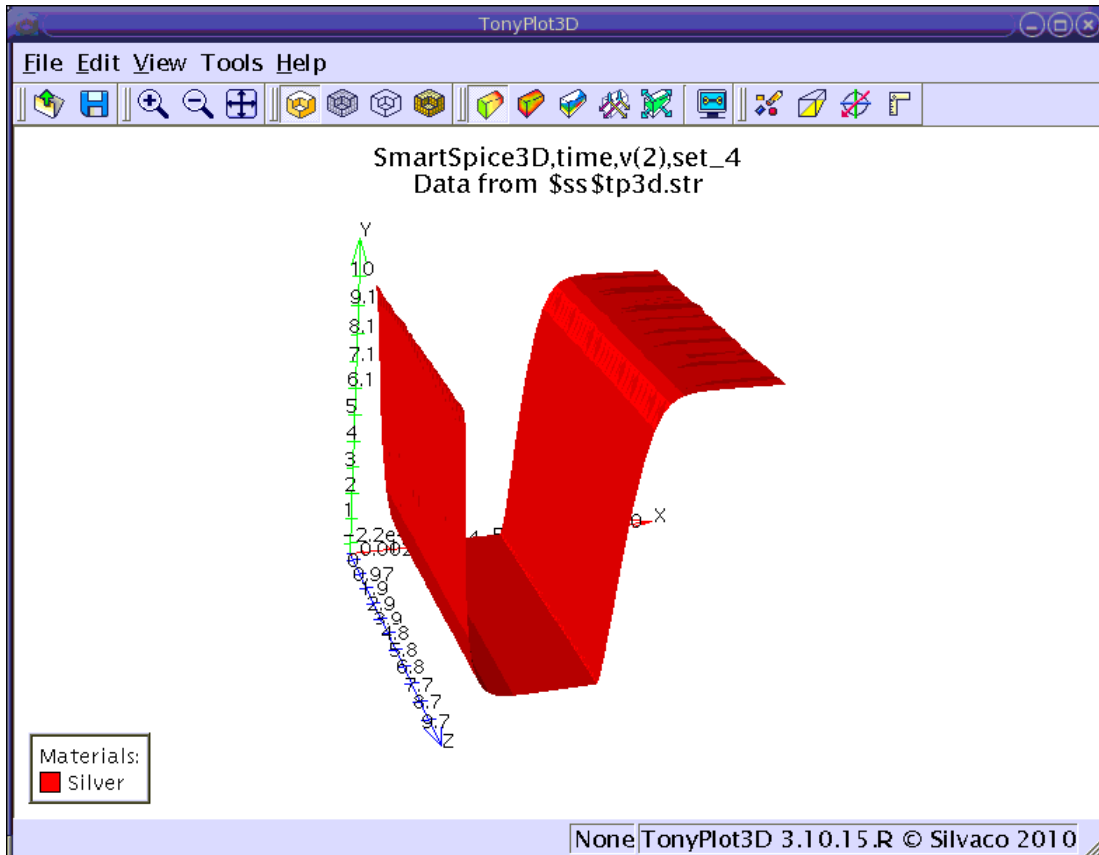 TonyPlot3D
File Edit View Tools Help
SmartSpice3D,time,v(2),set_4
Data from $ss$tp3d.str
Y
10
9.1
8.1
7.1
6.1
5
4
3
2
1
X
0.97
Z
Materials:
Silver
None TonyPlot3D 3.10.15.R © Silvaco 2010